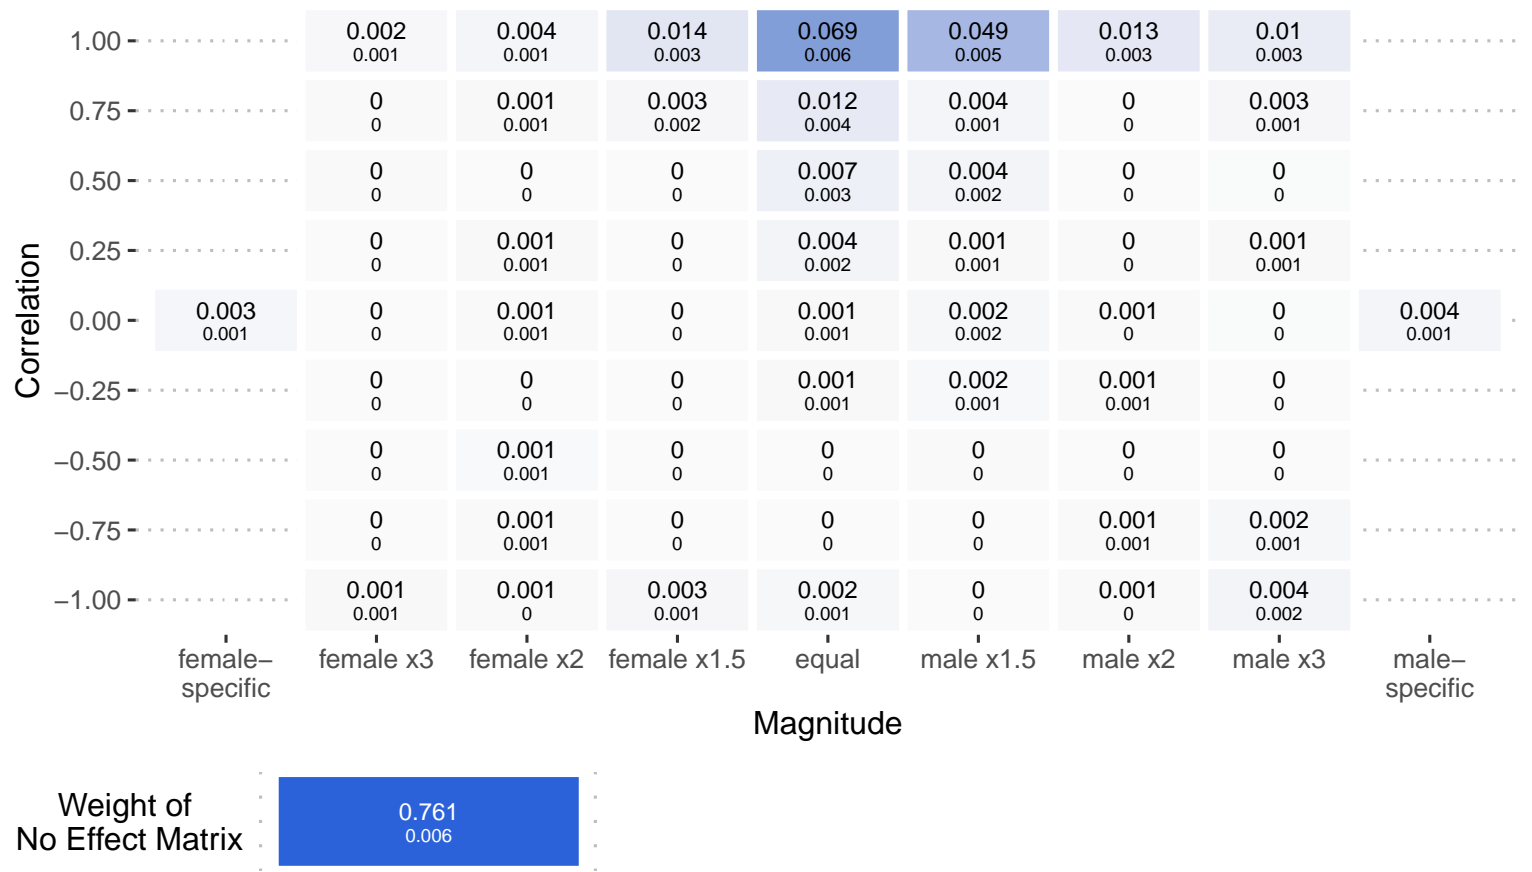 1.00 0.002 0.004 0.014 0.069 0.049 0.013 0.01
0.001 0.001 0.003 0.006 0.005 0.003 0.003
0.75 0 0.001 0.003 0.012 0.004 0 0.003
0 0.001 0.002 0.004 0.001 0 0.001
0.50 0 0 0 0.007 0.004 0 0
0 0 0 0.003 0.002 0 0
0.25 0 0.001 0 0.004 0.001 0 0.001
0 0.001 0 0.002 0.001 0 0.001
0.00 0.003 0 0.001 0 0.001 0.002 0.001 0 0.004
0.001 0 0.001 0 0.001 0.002 0 0 0.001
−0.25 0 0 0 0.001 0.002 0.001 0
0 0 0 0.001 0.001 0.001 0
−0.50 0 0.001 0 0 0 0 0
0 0.001 0 0 0 0 0
−0.75 0 0.001 0 0 0 0.001 0.002
0 0.001 0 0 0 0.001 0.001
−1.00 0.001 0.001 0.003 0.002 0 0.001 0.004
0.001 0 0.001 0.001 0 0 0.002
Correlation
female− female x3 female x2 female x1.5 equal male x1.5 male x2 male x3 male−
specific specific
Magnitude
Weight of
No Effect Matrix
0.761
0.006